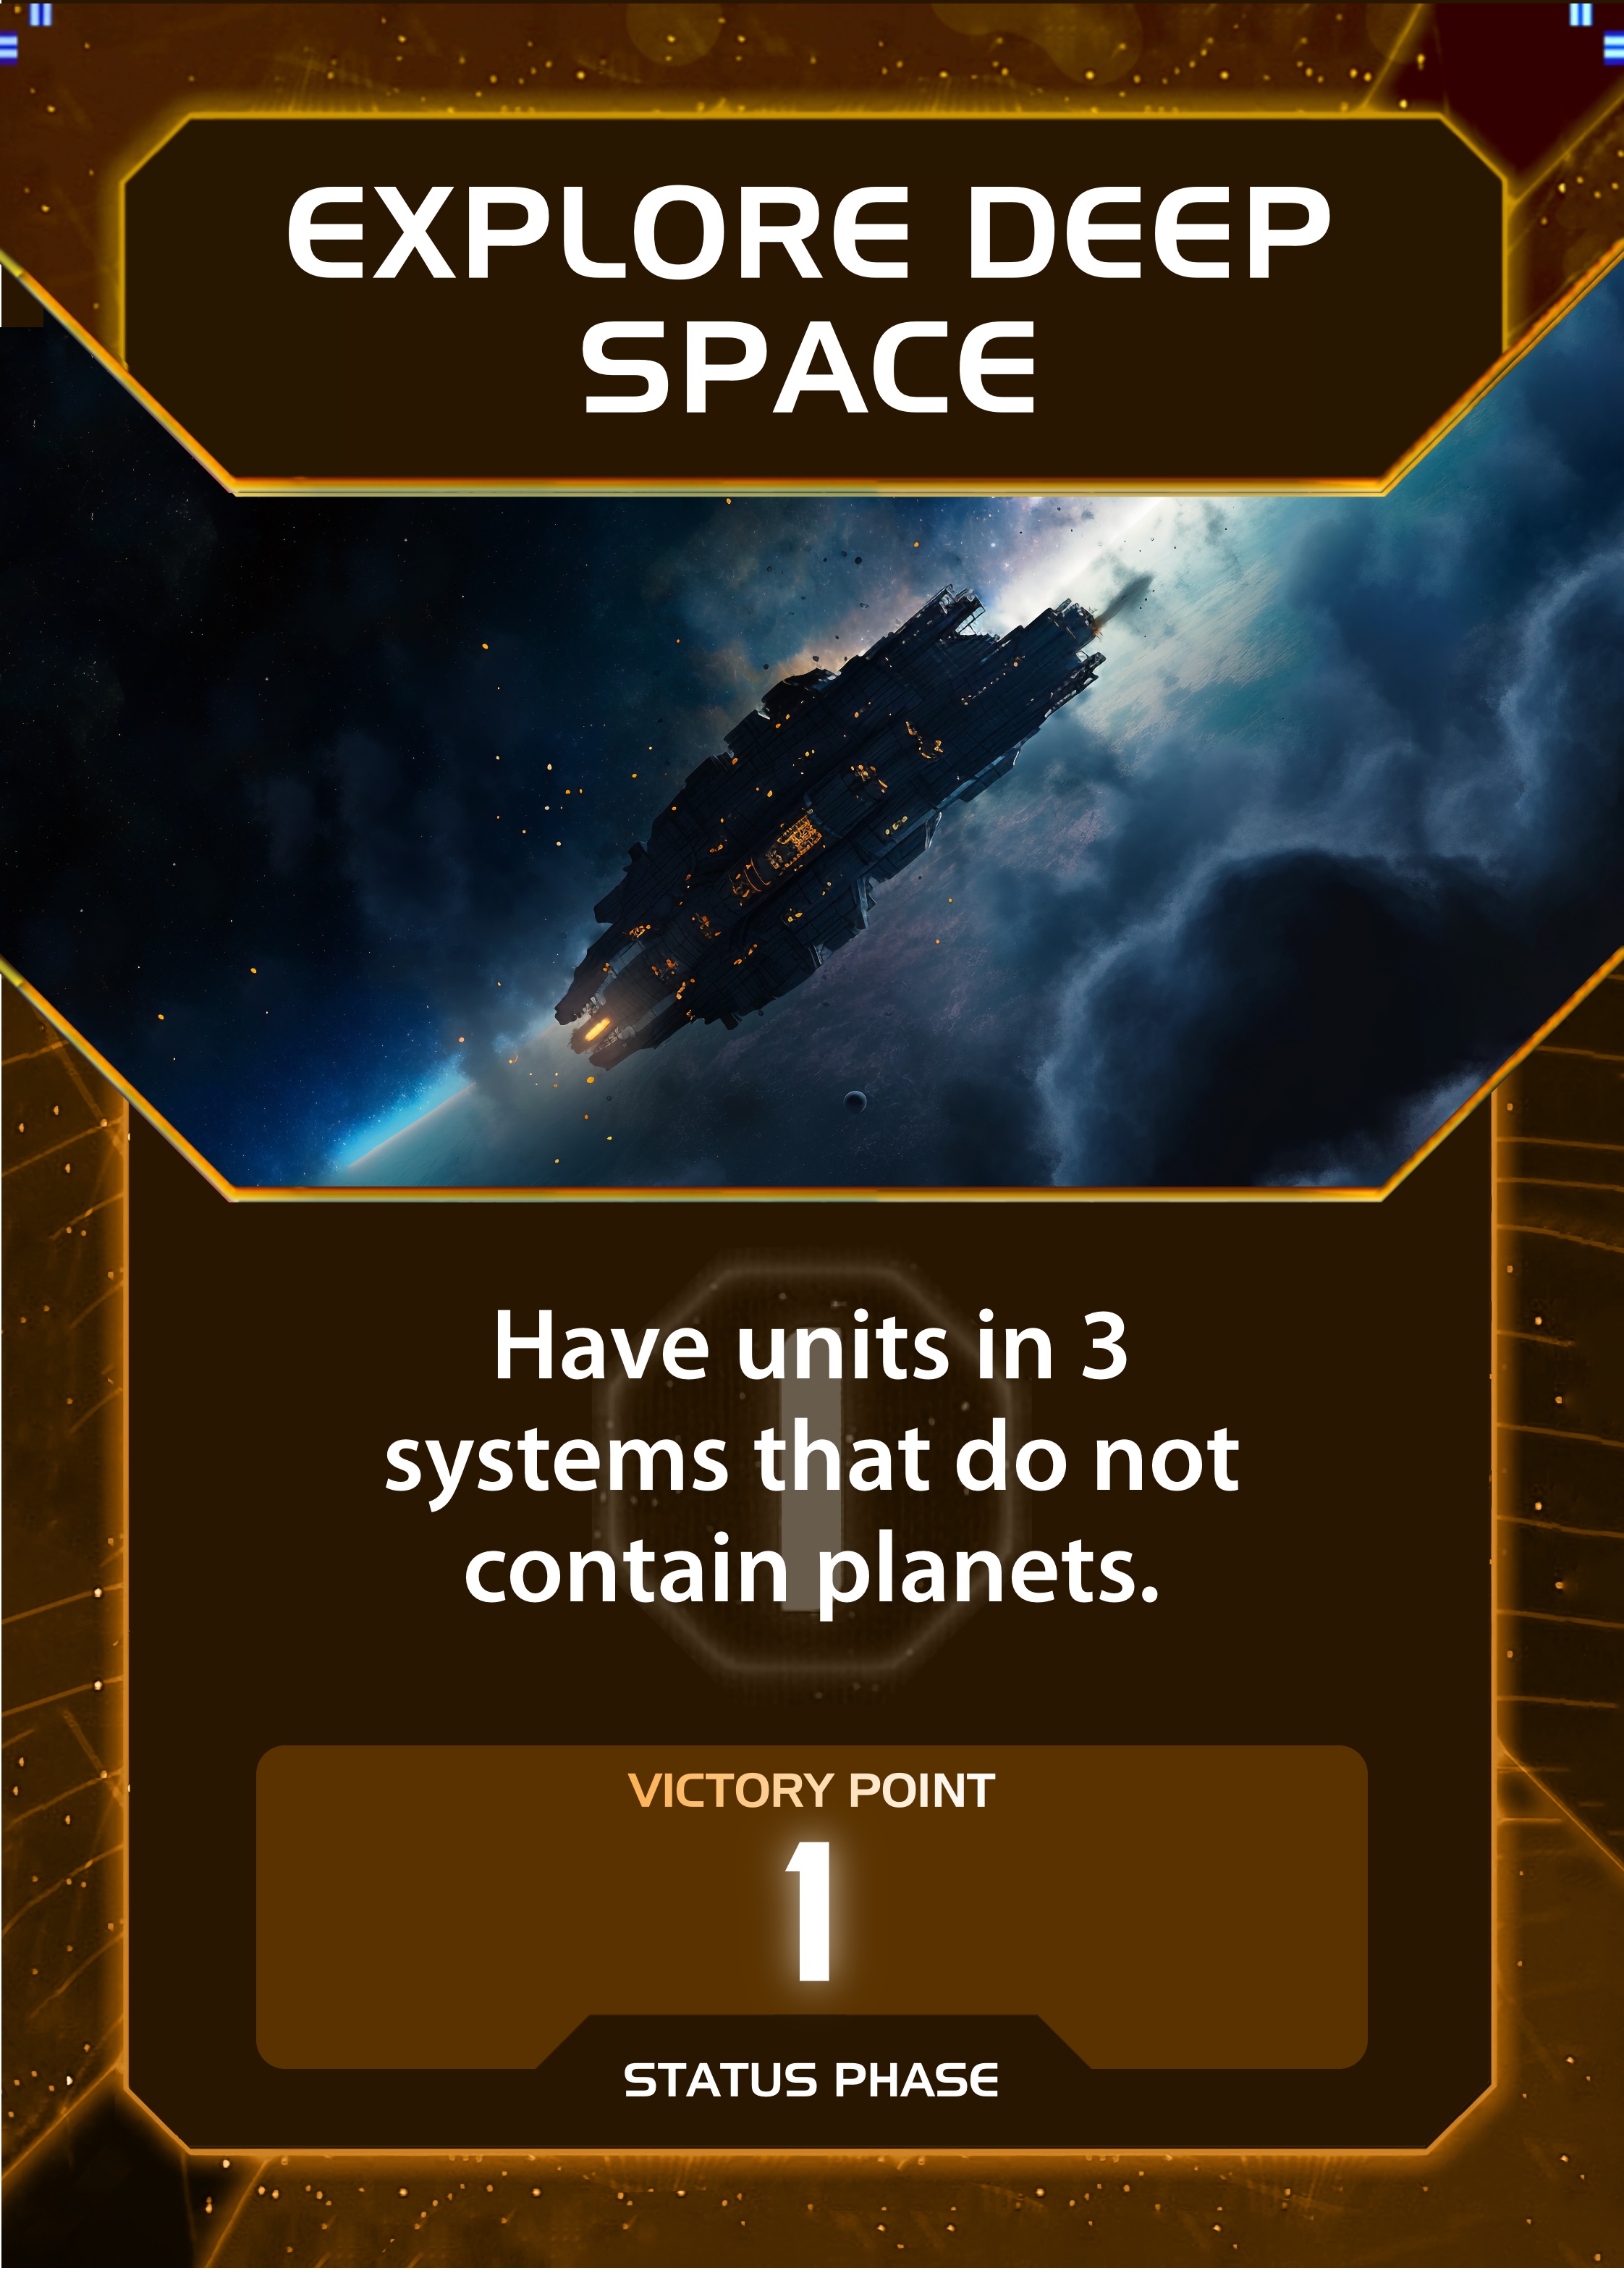 EXPLORE DEEP
SPACE
Have units in 3
systems that do not
contain planets.
VICTORY POINT
1
STATUS PHASE